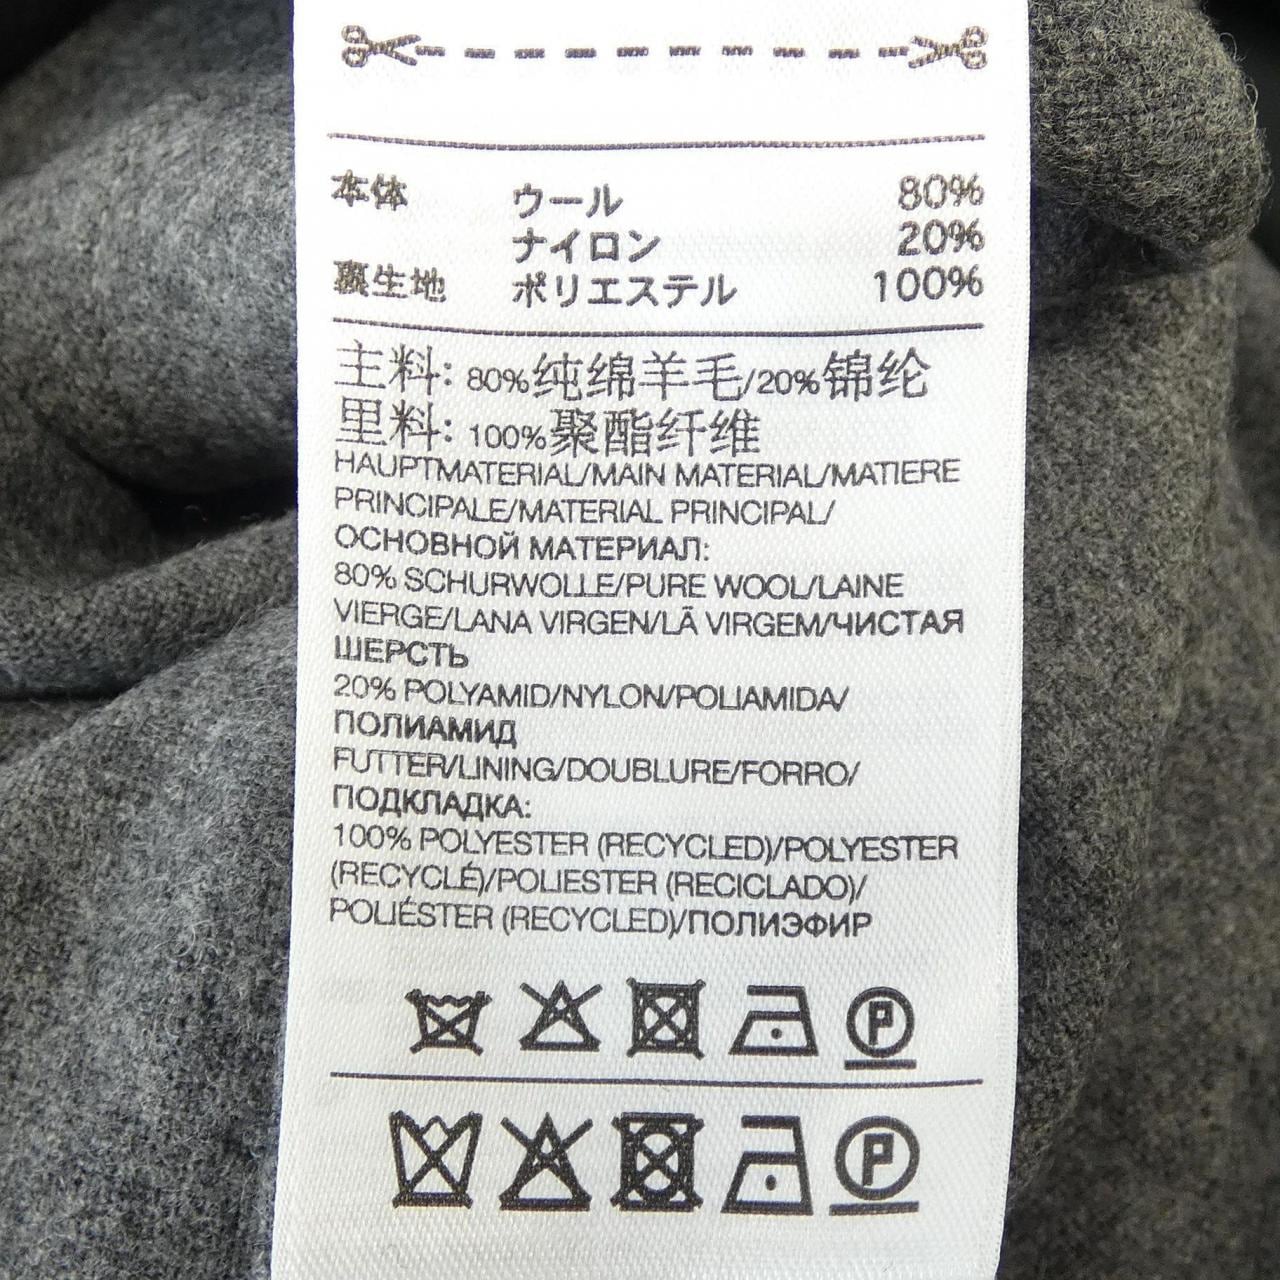 本体 ウール 80%
ナイロン 20%
裏生地 ポリエステル 100%
主料: 80%纯绵羊毛/20%锦纶
里料: 100%聚酯纤维
HAUPTMATERIAL/MAIN MATERIAL/MATIERE
PRINCIPALE/MATERIAL PRINCIPAL/
ОСНОВНОЙ МАТЕРИАЛ:
80% SCHURWOLLE/PURE WOOL/LAINE
VIERGE/LANA VIRGEN/LÃ VIRGEM/ЧИСТАЯ
ШЕРСТЬ
20% POLYAMID/NYLON/POLIAMIDA/
ПОЛИАМИД
FUTTER/LINING/DOUBLURE/FORRO/
ПОДКЛАДКА:
100% POLYESTER (RECYCLED)/POLYESTER
(RECYCLÉ)/POLIESTER (RECICLADO)/
POLIÉSTER (RECYCLED)/ПОЛИЭФИР
P
P